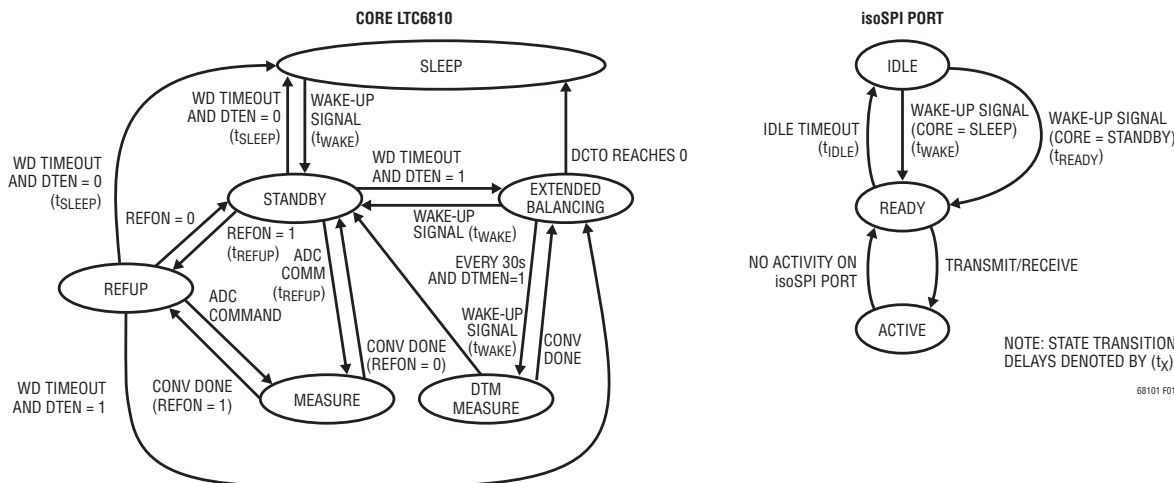 CORE LTC6810
SLEEP
WD TIMEOUT
AND DTEN = 0
(tSLEEP)
WAKE-UP
SIGNAL
(tWAKE)
WD TIMEOUT
AND DTEN = 1
DCTO REACHES 0
WD TIMEOUT
AND DTEN = 0
(tSLEEP)
STANDBY
EXTENDED
BALANCING
REFON = 0
REFON = 1
(tREFUP)
WAKE-UP
SIGNAL (tWAKE)
ADC
COMM
(tREFUP)
EVERY 30s
AND DTMEN=1
REFUP
ADC
COMMAND
WAKE-UP
SIGNAL
(tWAKE)
CONV
DONE
CONV DONE
(REFON = 0)
WD TIMEOUT
AND DTEN = 1
CONV DONE
(REFON = 1)
MEASURE
DTM
MEASURE
isoSPI PORT
IDLE
IDLE TIMEOUT
(tIDLE)
WAKE-UP SIGNAL
(CORE = SLEEP)
(tWAKE)
WAKE-UP SIGNAL
(CORE = STANDBY)
(tREADY)
READY
NO ACTIVITY ON
isoSPI PORT
TRANSMIT/RECEIVE
ACTIVE
NOTE: STATE TRANSITION
DELAYS DENOTED BY (tX)
68101 F01